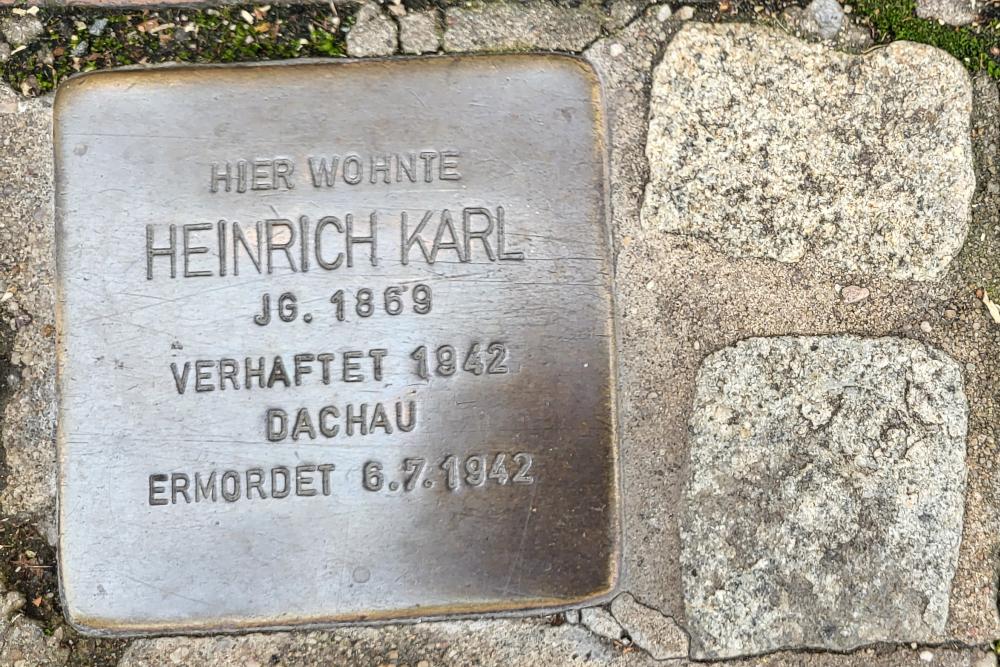 HIER WOHNTE
HEINRICH KARL
JG. 1869
VERHAFTET 1942
DACHAU
ERMORDET 6.7.1942